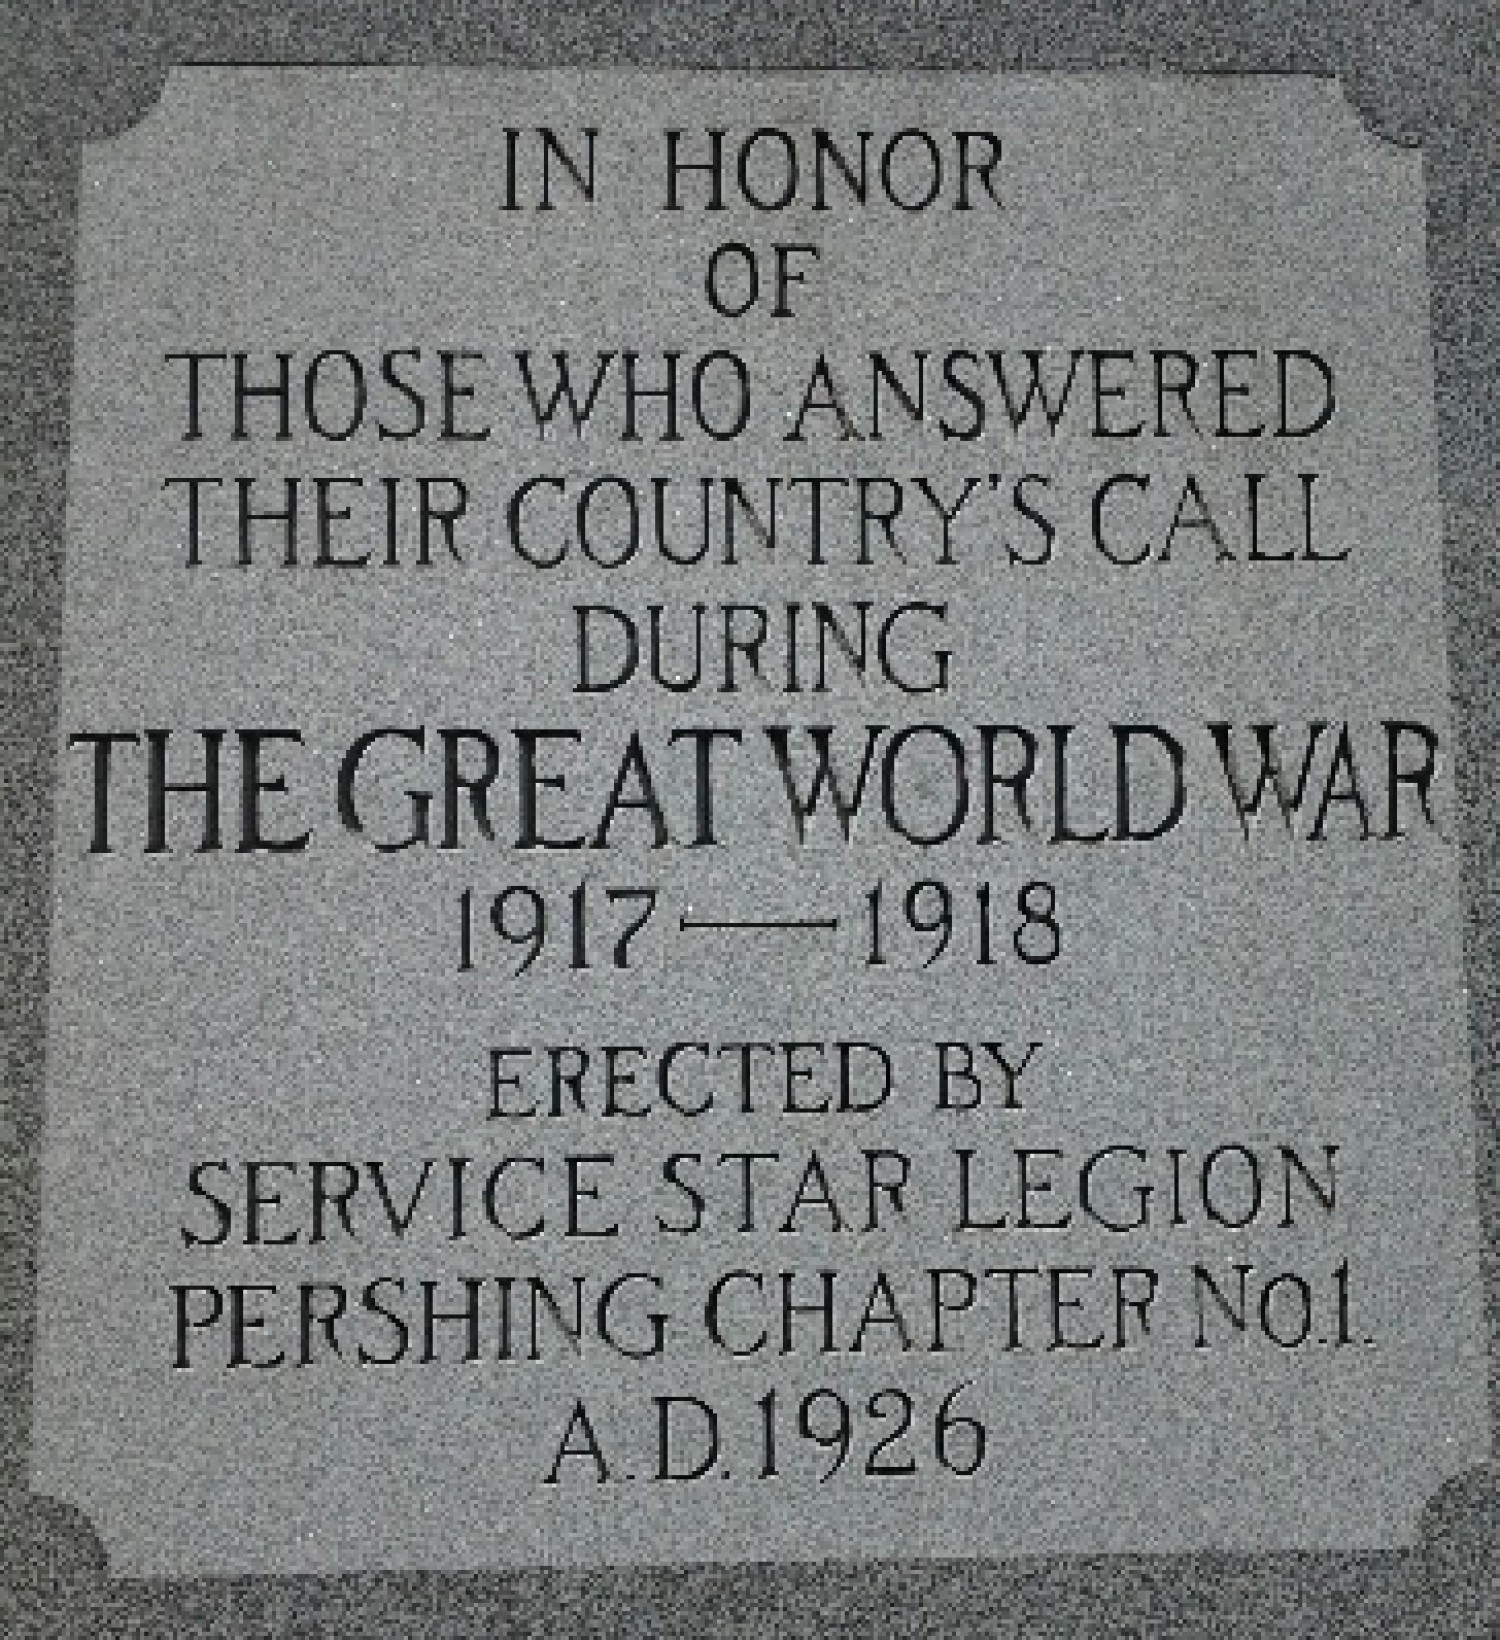 IN HONOR
OF
THOSE WHO ANSWERED
THEIR COUNTRY'S CALL
DURING
THE GREAT WORLD WAR
1917 — 1918
ERECTED BY
SERVICE STAR LEGION
PERSHING CHAPTER No.1.
A.D. 1926